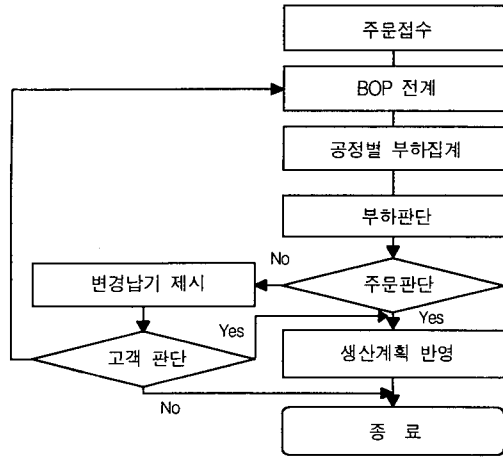 주문접수
BOP 전계
공정별 부하집계
부하판단
No
변경납기 제시
주문판단
Yes
Yes
고객 판단
생산계획 반영
No
종 료